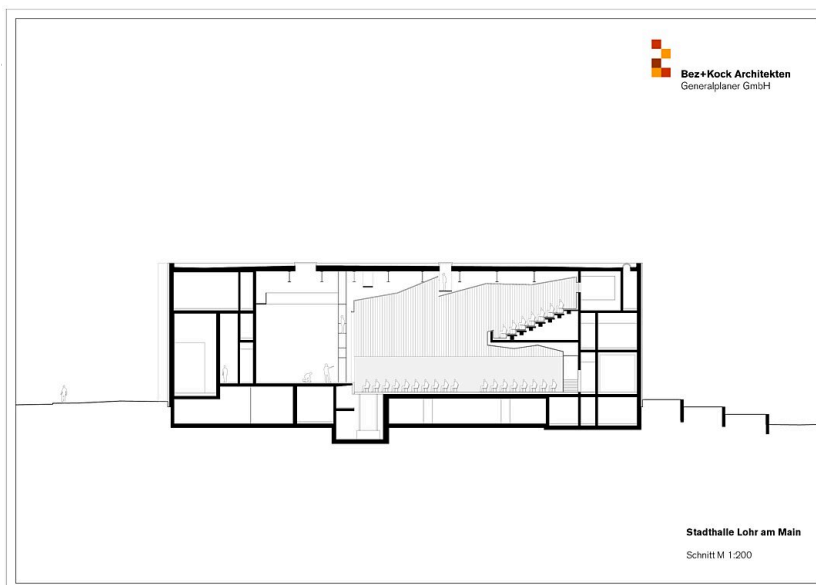 Bez+Kock Architekten
Generalplaner GmbH
Stadthalle Lohr am Main
Schnitt M 1:200